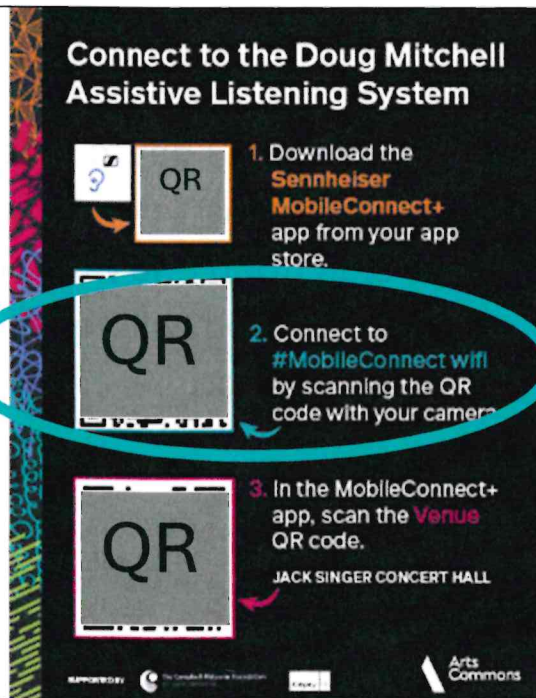 Connect to the Doug Mitchell
Assistive Listening System
QR
1. Download the
Sennheiser
MobileConnect+
app from your app
store.
QR
2. Connect to
#MobileConnect wifi
by scanning the QR
code with your camera
QR
3. In the MobileConnect+
app, scan the Venue
QR code.
JACK SINGER CONCERT HALL
SUPPORTED BY
Arts
Commons